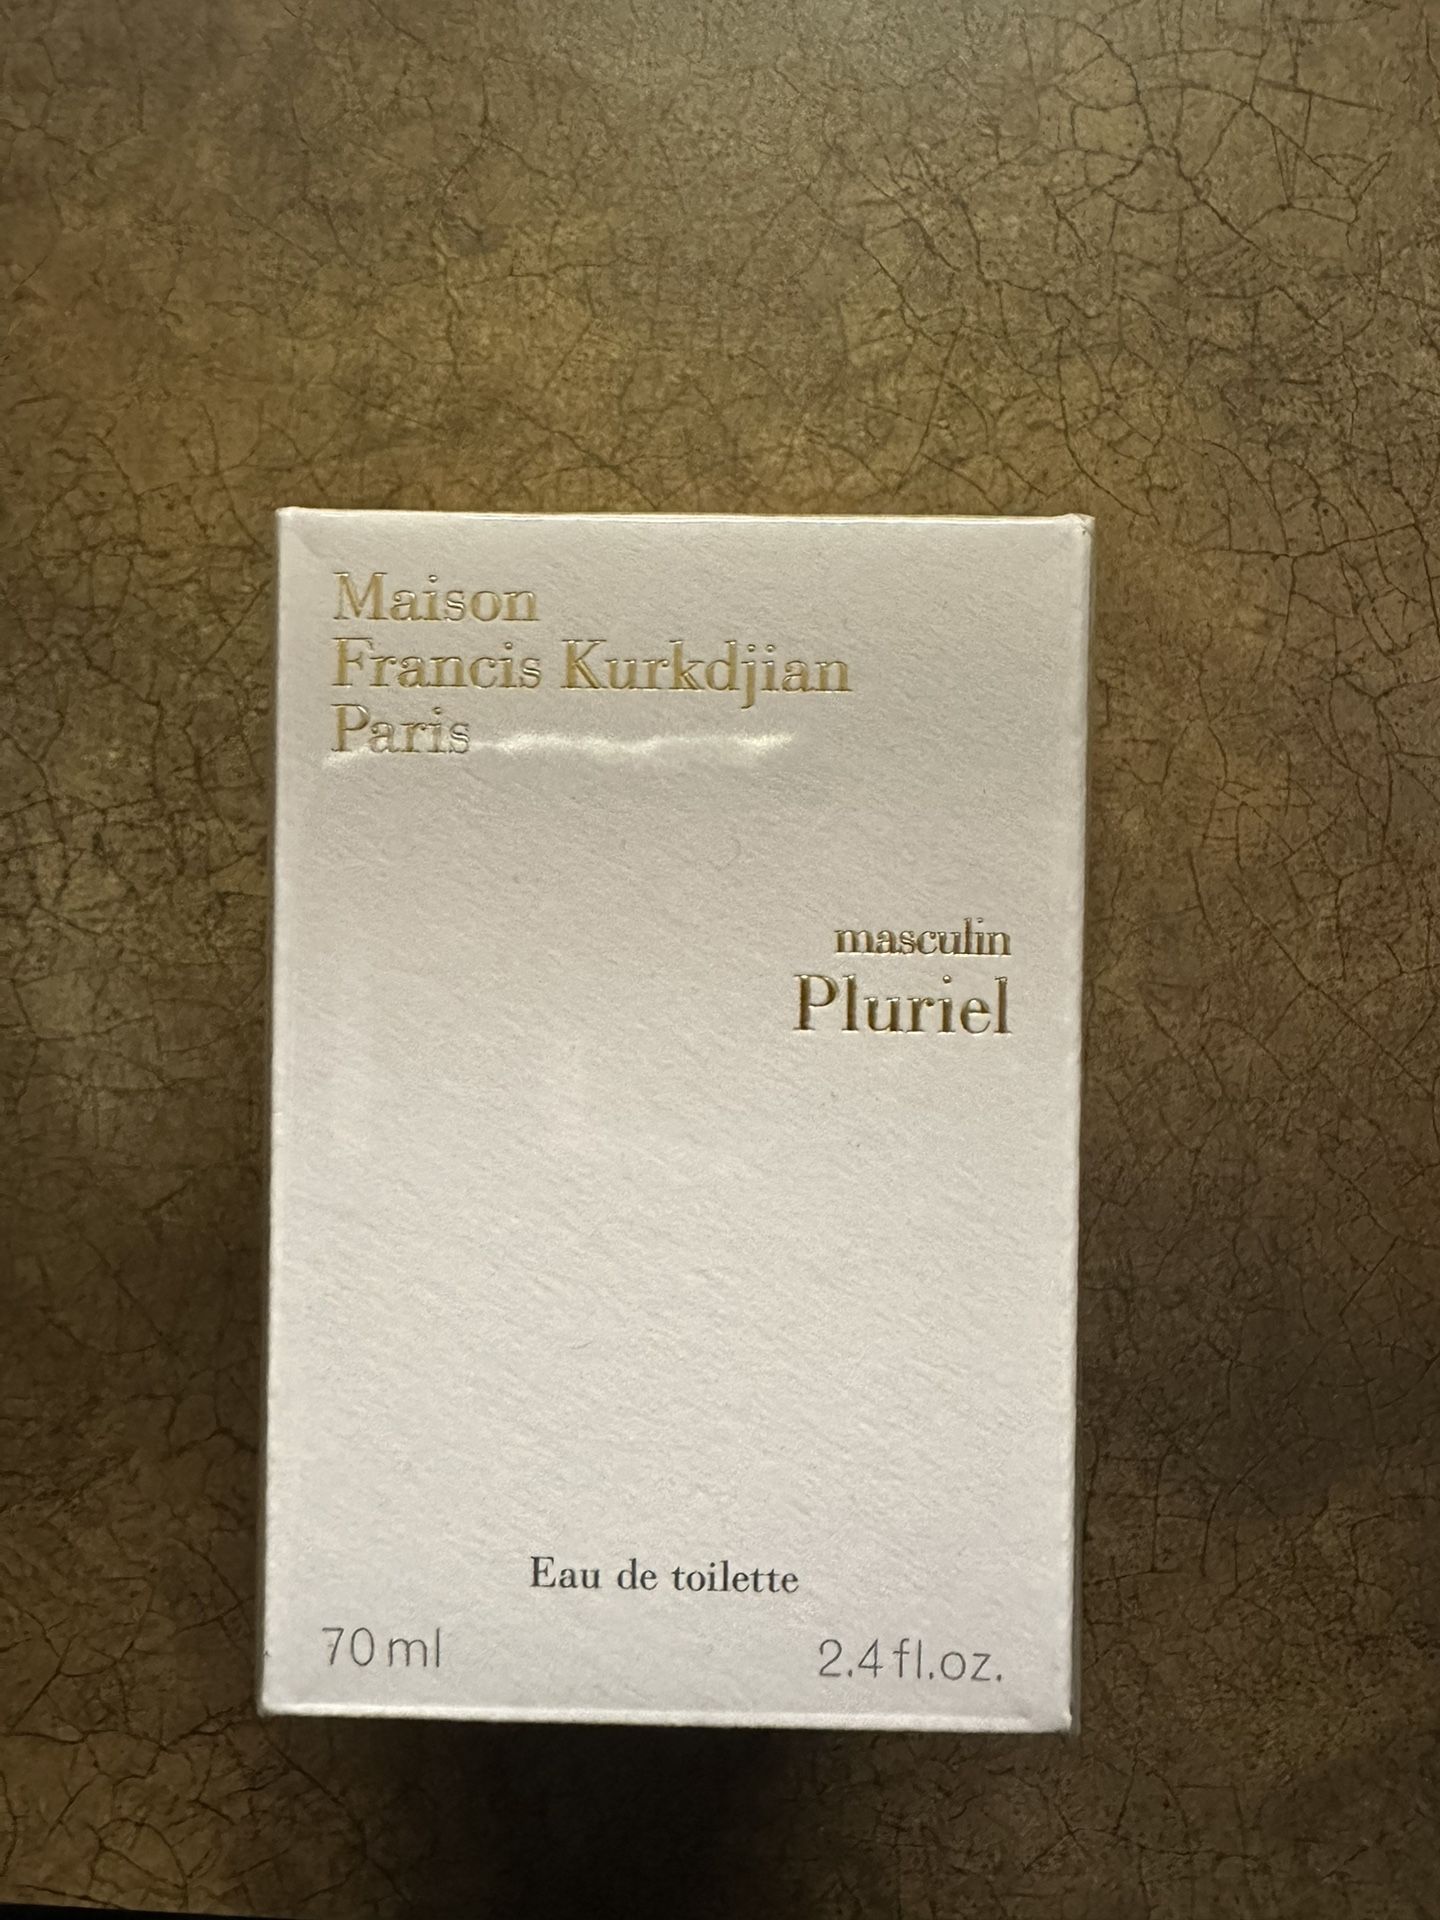 Maison
Francis Kurkdjian
Paris
masculin
Pluriel
Eau de toilette
70 ml
2.4 fl.oz.